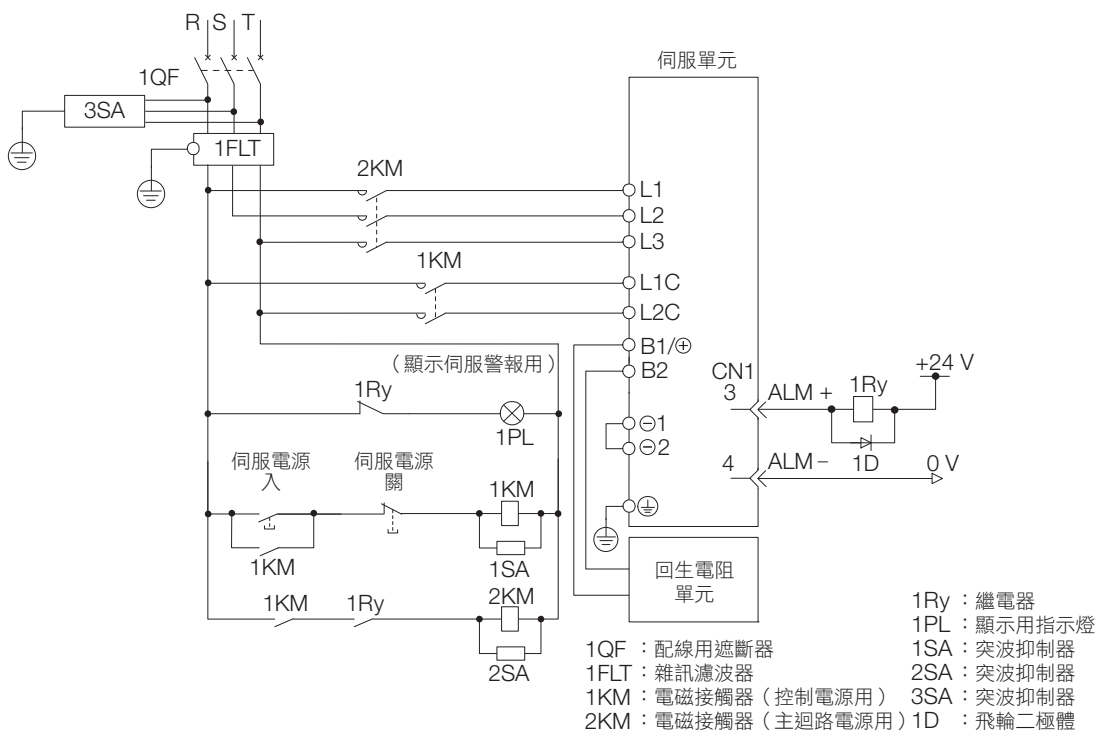 R S T
1QF
3SA
1FLT
2KM
1KM
伺服單元
L1
L2
L3
L1C
L2C
B1/⊕
B2
⊖1
⊖2
CN1
3
ALM +
1Ry
+24 V
1D
4
ALM −
0 V
(顯示伺服警報用)
1Ry
1PL
伺服電源
入
伺服電源
關
1KM
1KM
1SA
1KM
1Ry
2KM
2SA
回生電阻
單元
1QF:配線用遮斷器
1FLT:雜訊濾波器
1KM:電磁接觸器(控制電源用)
2KM:電磁接觸器(主迴路電源用)
1Ry:繼電器
1PL:顯示用指示燈
1SA:突波抑制器
2SA:突波抑制器
3SA:突波抑制器
1D:飛輪二極體